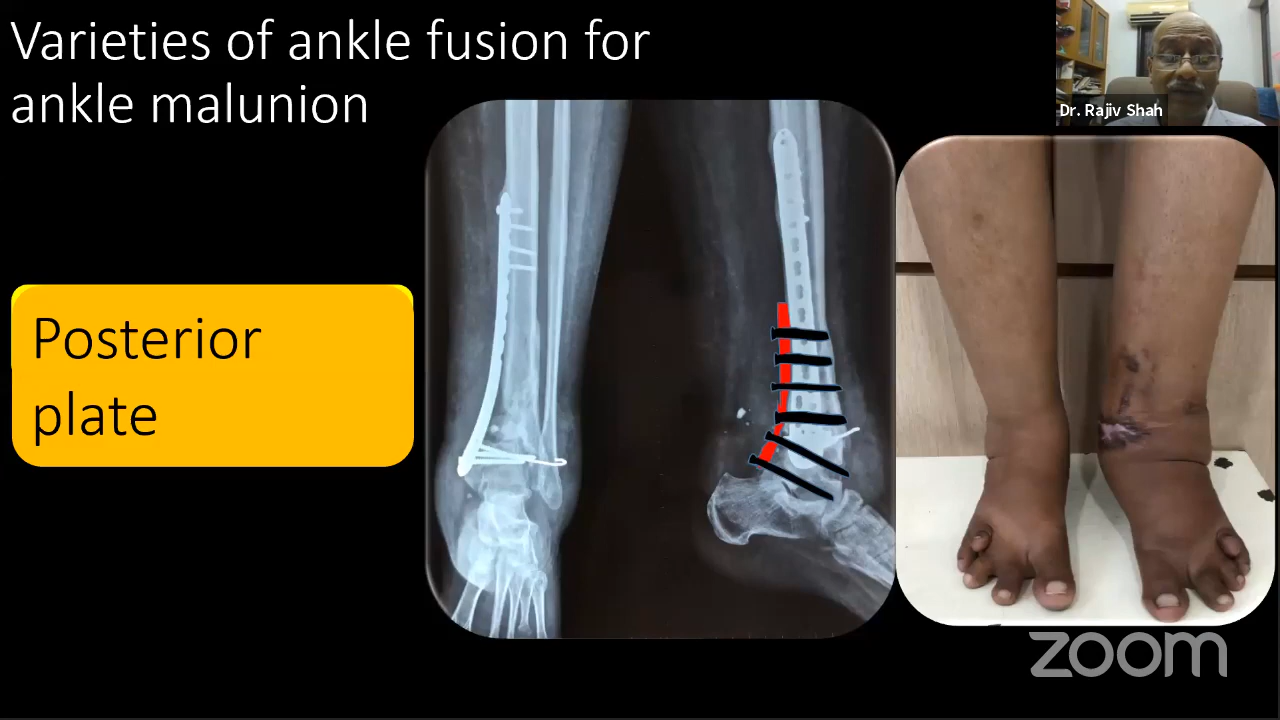 Varieties of ankle fusion for
ankle malunion
Dr. Rajiv Shah
Posterior
plate
zoom